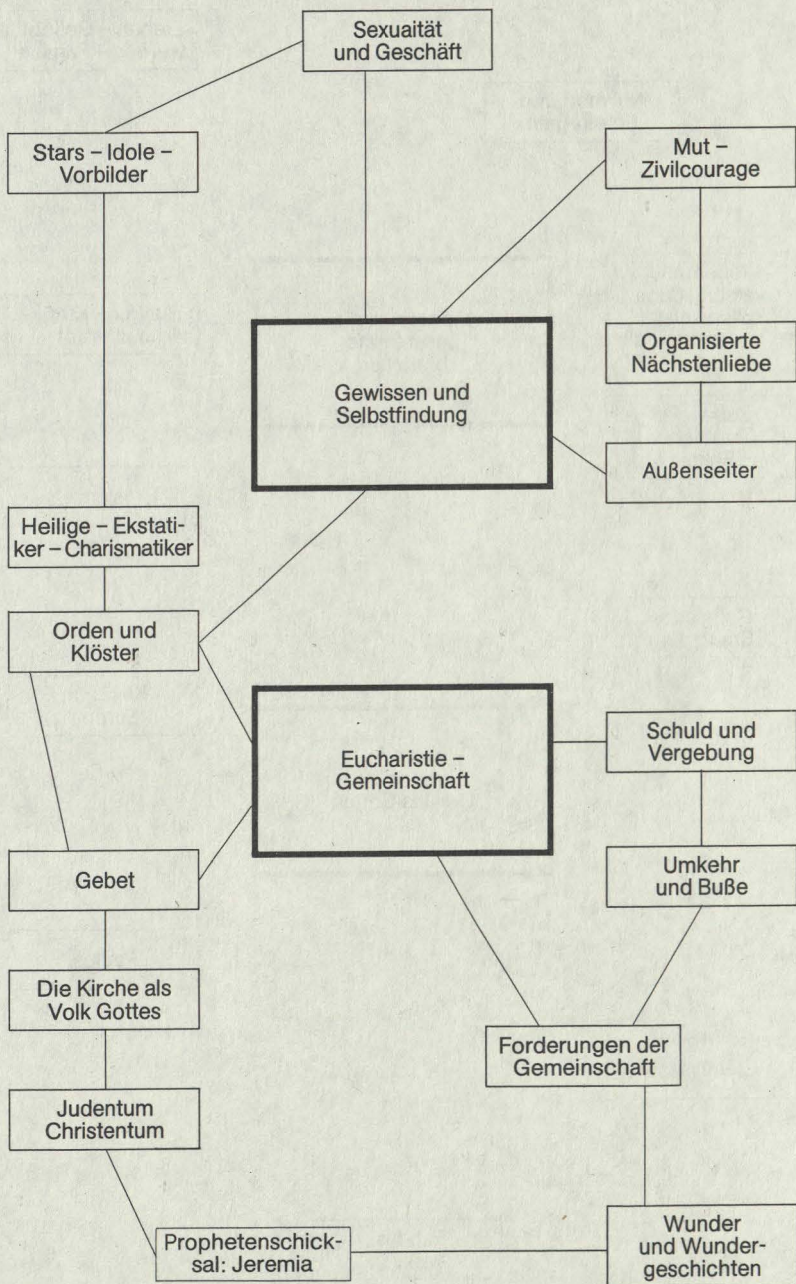 Sexuaität
und Geschäft
Stars – Idole –
Vorbilder
Mut –
Zivilcourage
Gewissen und
Selbstfindung
Organisierte
Nächstenliebe
Außenseiter
Heilige – Ekstati-
ker – Charismatiker
Orden und
Klöster
Eucharistie –
Gemeinschaft
Schuld und
Vergebung
Gebet
Umkehr
und Buße
Die Kirche als
Volk Gottes
Forderungen der
Gemeinschaft
Judentum
Christentum
Prophetenschick-
sal: Jeremia
Wunder
und Wunder-
geschichten